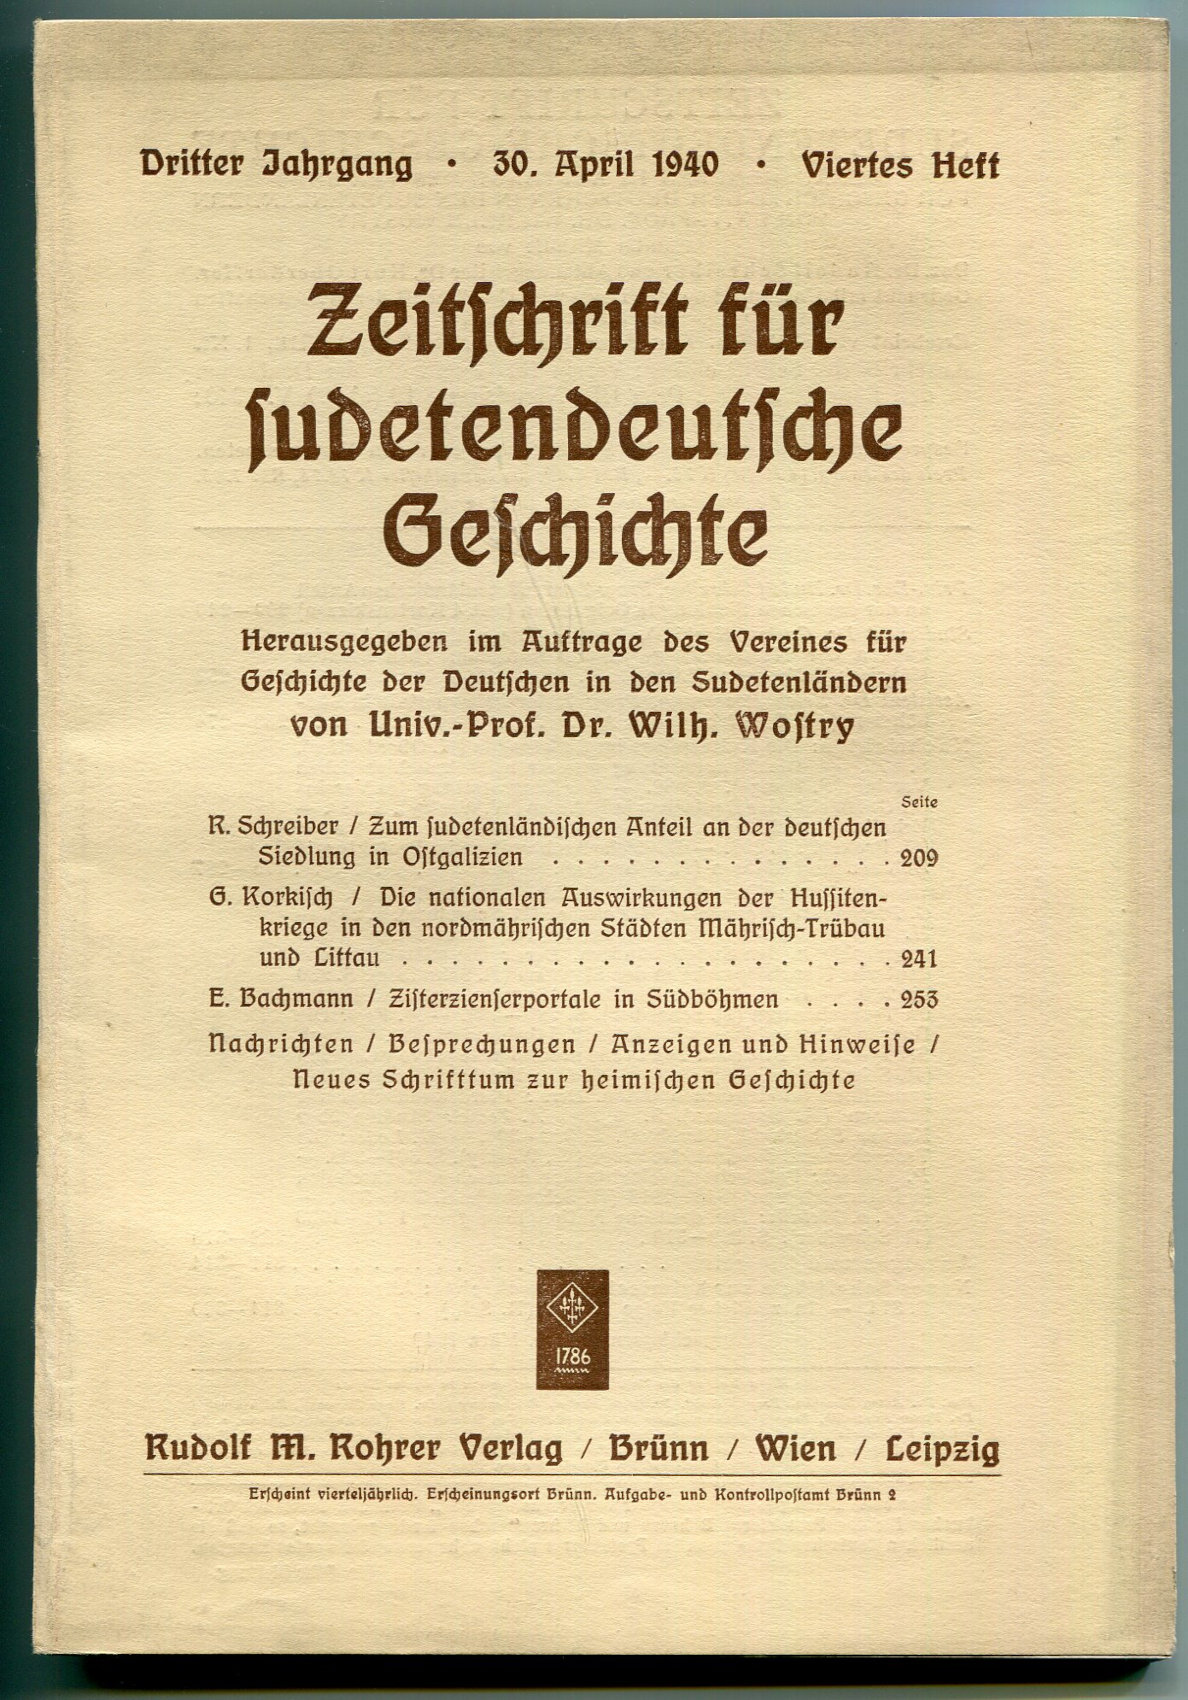 Dritter Jahrgang • 30. April 1940 • Viertes Heft
Zeitſchrift für
ſudetendeutſche
Geſchichte
Herausgegeben im Auftrage des Vereines für
Geſchichte der Deutſchen in den Sudetenländern
von Univ.-Prof. Dr. Wilh. Woſtry
Seite
R. Schreiber / Zum ſudetenländiſchen Anteil an der deutſchen
Siedlung in Oſtgalizien . . . . . . . . . . . . . . 209
G. Korkiſch / Die nationalen Auswirkungen der Huſſiten-
kriege in den nordmähriſchen Städten Mähriſch-Trübau
und Littau . . . . . . . . . . . . . . . . . . . . 241
E. Bachmann / Ziſterzienſerportale in Südböhmen . . . . 253
Nachrichten / Beſprechungen / Anzeigen und Hinweiſe /
Neues Schrifttum zur heimiſchen Geſchichte
1786
Rudolf M. Rohrer Verlag / Brünn / Wien / Leipzig
Erſcheint vierteljährlich. Erſcheinungsort Brünn. Aufgabe- und Kontrollpoſtamt Brünn 2